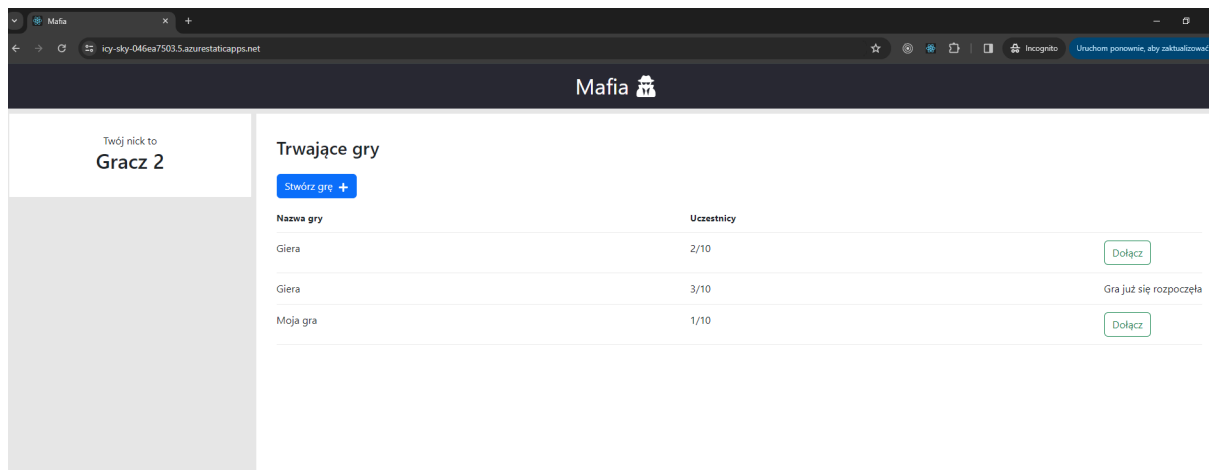 Mafia
icy-sky-046ea7503.5.azurestaticapps.net
Incognito
Uruchom ponownie, aby zaktualizować
Mafia
Twój nick to
Gracz 2
Trwające gry
Stwórz grę +
Nazwa gry Uczestnicy
Giera 2/10 Dołącz
Giera 3/10 Gra już się rozpoczęła
Moja gra 1/10 Dołącz